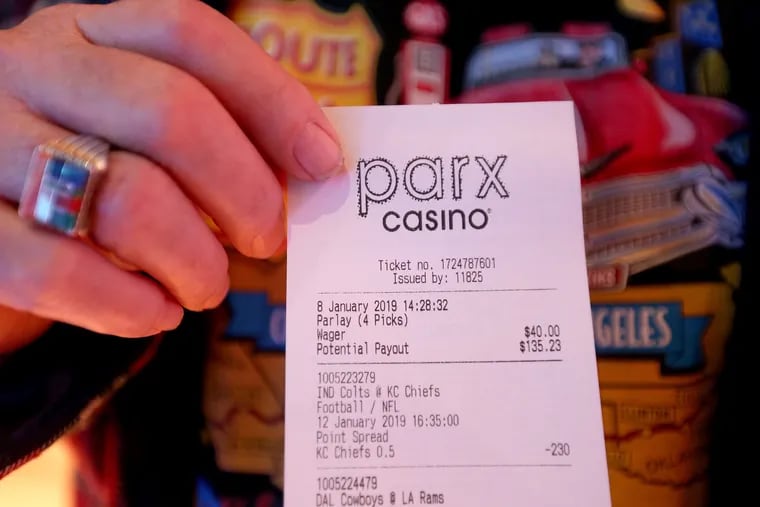 OUTE
parx
casino®
Ticket no. 1724787601
Issued by: 11825
8 January 2019 14:28:32
Parlay (4 Picks)
Wager $40.00
Potential Payout $135.23
1005223279
IND Colts @ KC Chiefs
Football / NFL
12 January 2019 16:35:00
Point Spread
KC Chiefs 0.5 -230
1005224479
DAL Cowboys @ LA Rams
GELES